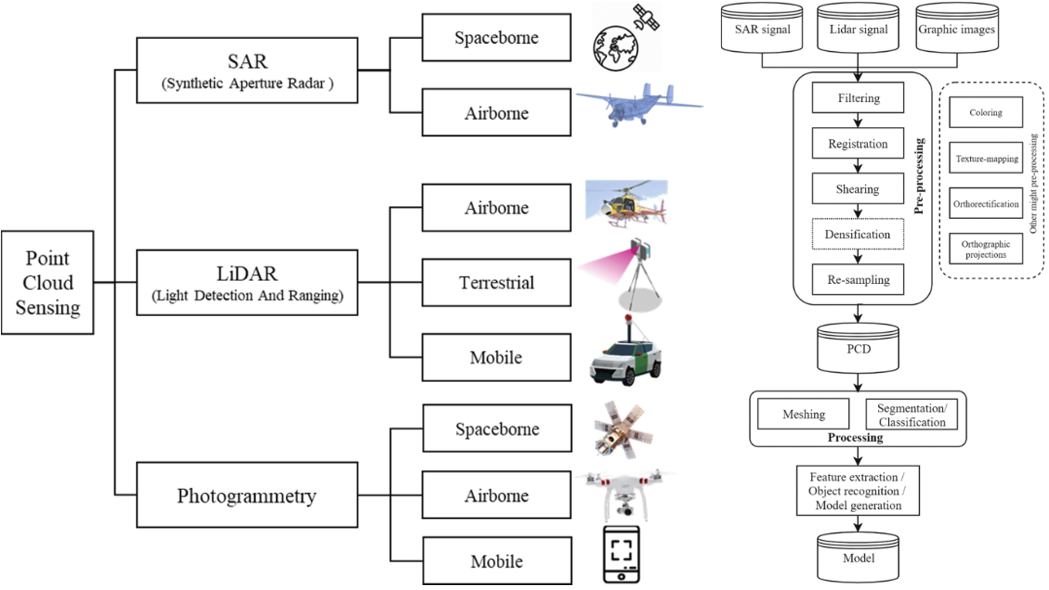 Point
Cloud
Sensing
SAR
(Synthetic Aperture Radar )
Spaceborne
Airborne
LiDAR
(Light Detection And Ranging)
Airborne
Terrestrial
Mobile
Photogrammetry
Spaceborne
Airborne
Mobile
SAR signal
Lidar signal
Graphic images
Filtering
Registration
Shearing
Densification
Re-sampling
Pre-processing
Coloring
Texture-mapping
Orthorectification
Orthographic
projections
Other might pre-processing
PCD
Meshing
Segmentation/
Classification
Processing
Feature extraction /
Object recognition /
Model generation
Model